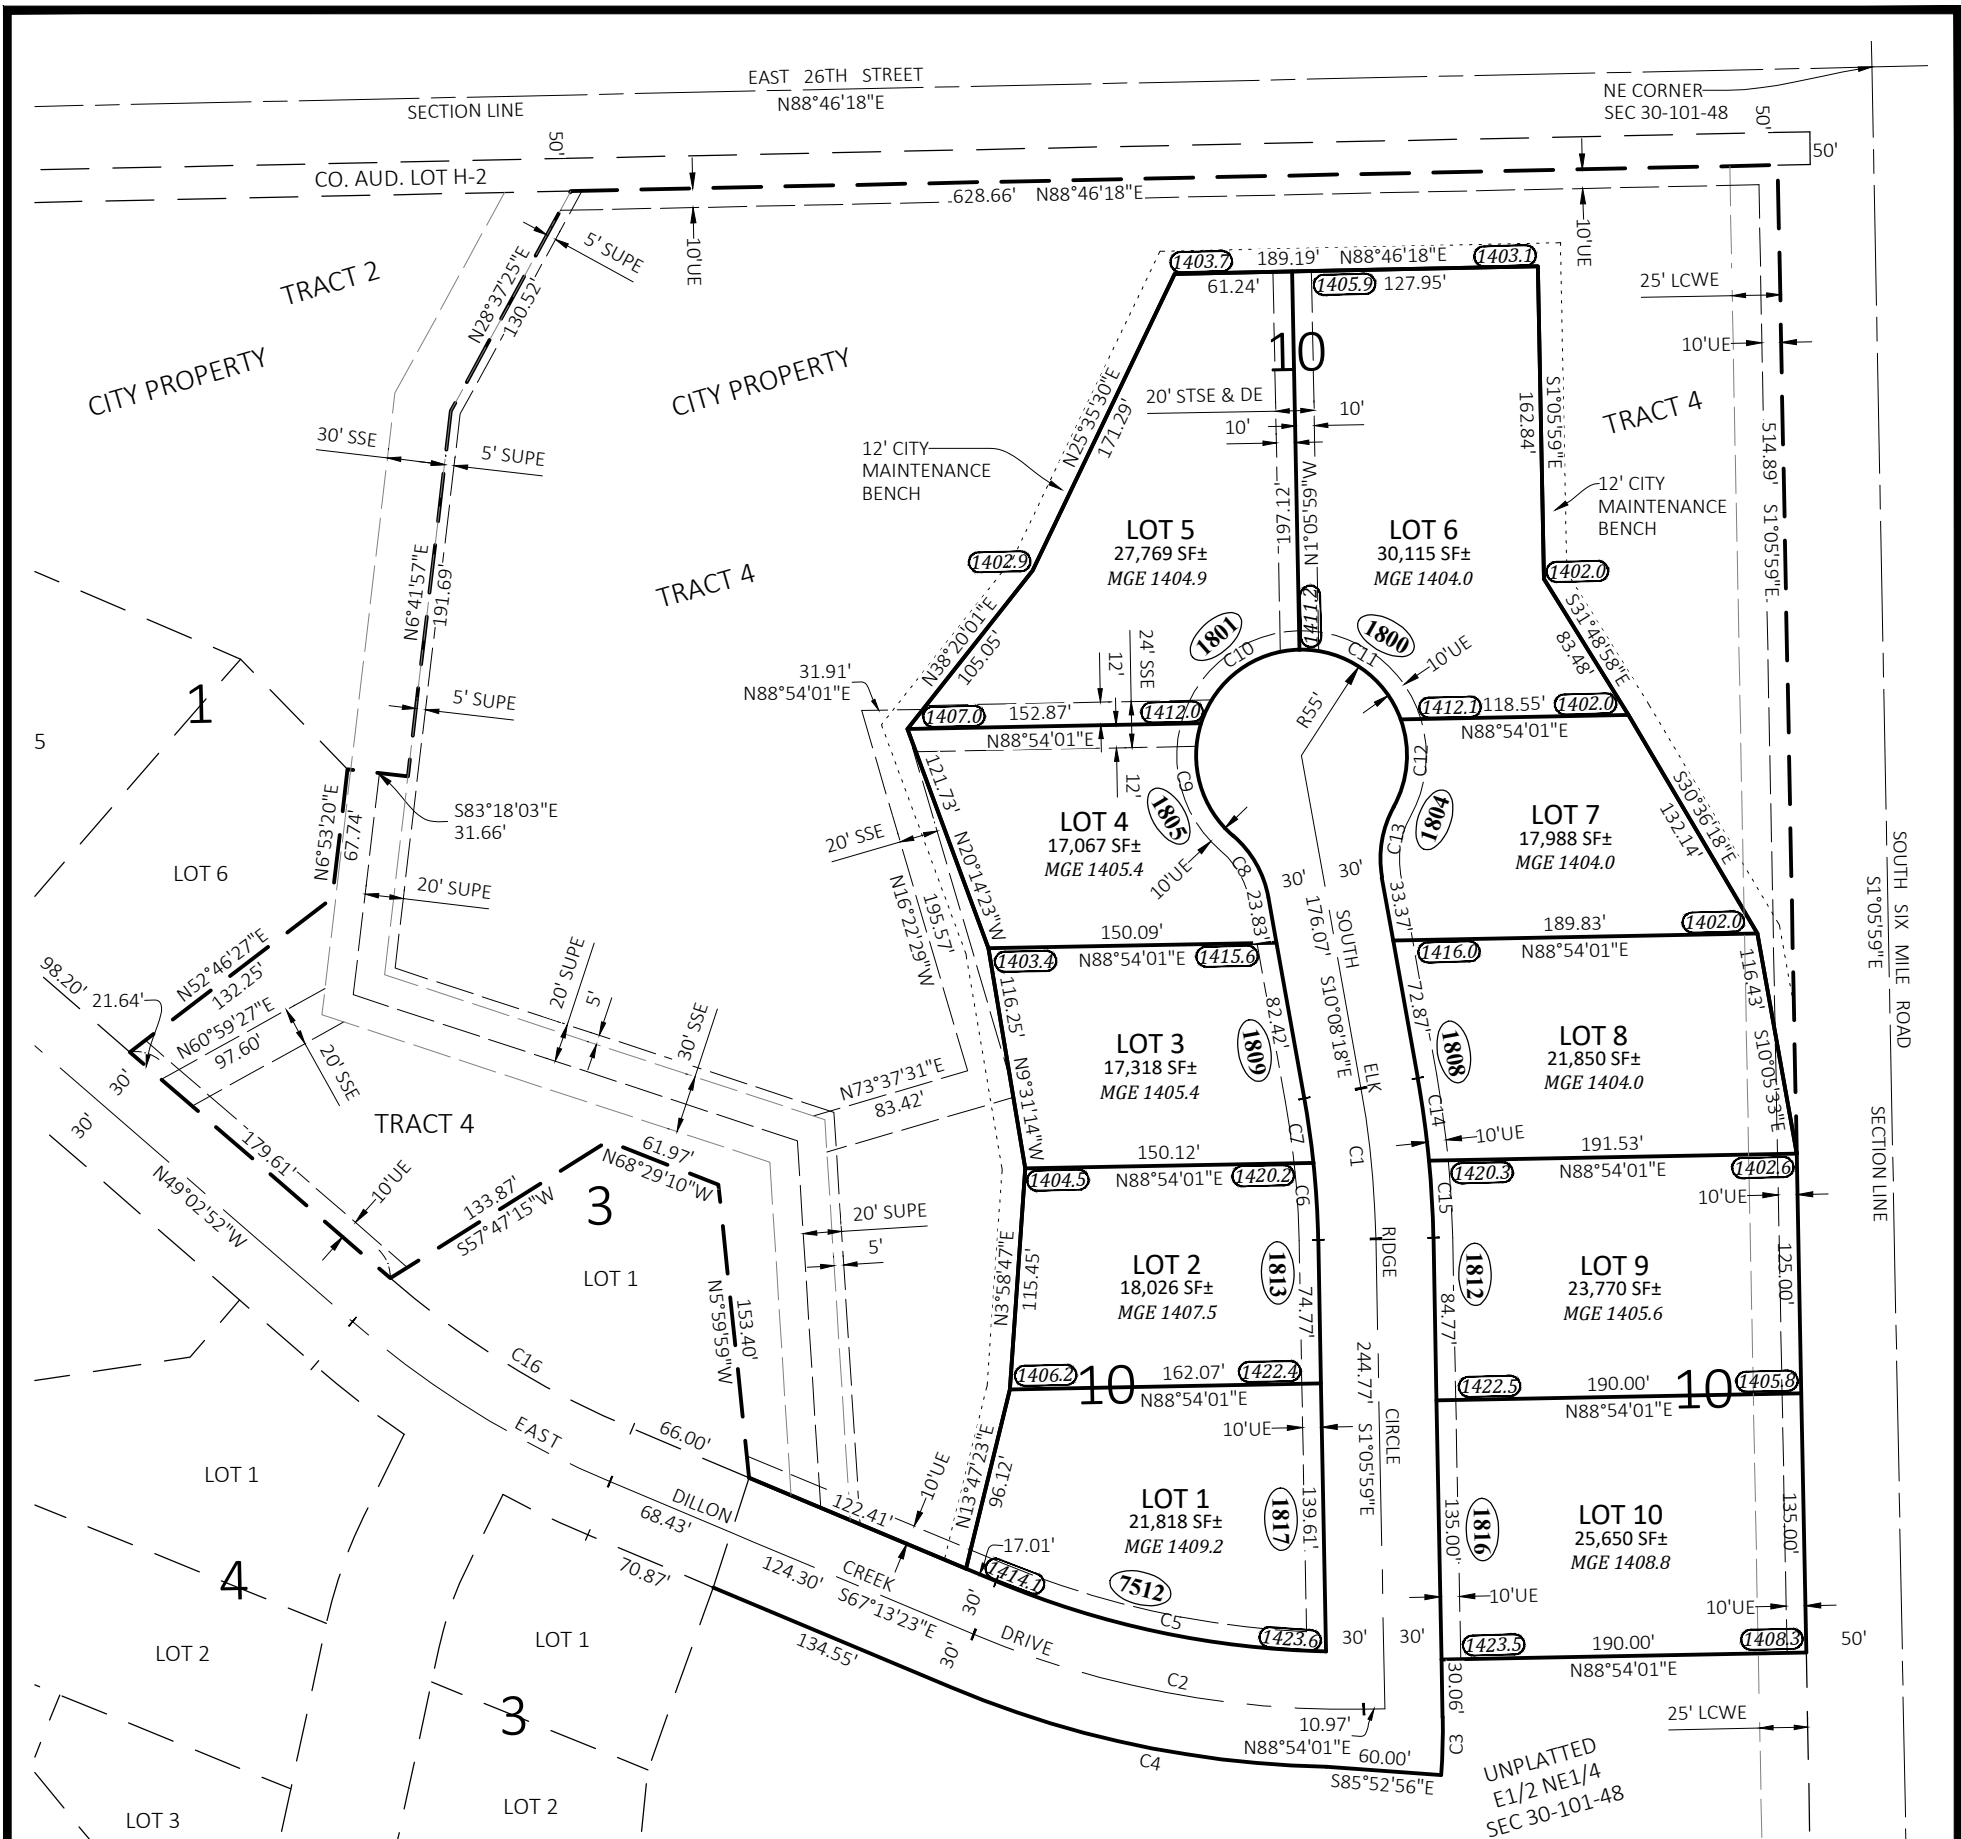 EAST 26TH STREET
SECTION LINE
N88°46'18"E
NE CORNER
SEC 30-101-48
50'
50'
50'
CO. AUD. LOT H-2
628.66' N88°46'18"E
10'UE
10'UE
5' SUPE
N28°37'25"E
130.52'
TRACT 2
CITY PROPERTY
CITY PROPERTY
1403.7
189.19' N88°46'18"E
1403.1
61.24'
1405.9
127.95'
25' LCWE
10'UE
10
20' STSE & DE
10'
10'
N25°35'30"E
171.29'
S1°05'59"E
162.84'
TRACT 4
30' SSE
5' SUPE
12' CITY
MAINTENANCE
BENCH
12' CITY
MAINTENANCE
BENCH
514.89' S1°05'59"E
197.12'
N1°05'59"W
LOT 5
27,769 SF±
MGE 1404.9
LOT 6
30,115 SF±
MGE 1404.0
1402.9
1402.0
TRACT 4
N6°41'57"E
191.69'
N38°20'01"E
105.05'
1411.2
1801
1800
C10
C11
10'UE
S31°48'58"E
83.48'
24' SSE
12'
31.91'
N88°54'01"E
1407.0
152.87'
1412.0
N88°54'01"E
12'
R55'
1412.1
118.55'
1402.0
N88°54'01"E
1
5
5' SUPE
S83°18'03"E
31.66'
N6°53'20"E
67.74'
LOT 6
20' SUPE
121.73' N20°14'23"W
20' SSE
LOT 4
17,067 SF±
MGE 1405.4
C9
1805
10'UE
C8
23.83'
C12
C13
1804
LOT 7
17,988 SF±
MGE 1404.0
S30°36'18"E
132.14'
30'
30'
33.37'
N16°22'29"W
195.57'
SOUTH SIX MILE ROAD
S1°05'59"E
SECTION LINE
150.09'
1403.4
N88°54'01"E
1415.6
176.07' S10°08'18"E
SOUTH ELK RIDGE CIRCLE
189.83'
1402.0
1416.0
N88°54'01"E
98.20'
21.64'
N52°46'27"E
132.25'
N60°59'27"E
97.60'
20' SSE
20' SUPE
5'
30' SSE
116.25' N9°31'14"W
82.42'
1809
LOT 3
17,318 SF±
MGE 1405.4
72.87'
1808
LOT 8
21,850 SF±
MGE 1404.0
116.43' S10°05'33"E
30'
30'
TRACT 4
N73°37'31"E
83.42'
C7
C1
C14
10'UE
179.61'
10'UE
61.97'
N68°29'10"W
133.87'
S57°47'15"W
3
150.12'
1404.5
N88°54'01"E
1420.2
191.53'
1420.3
N88°54'01"E
1402.6
10'UE
N49°02'52"W
20' SUPE
5'
C6
C15
LOT 1
N5°59'59"W
153.40'
N3°58'47"E
115.45'
LOT 2
18,026 SF±
MGE 1407.5
1813
74.77'
1812
84.77'
LOT 9
23,770 SF±
MGE 1405.6
125.00'
C16
1406.2
10
162.07'
1422.4
N88°54'01"E
244.77' S1°05'59"E
1422.5
190.00'
10
1405.8
N88°54'01"E
10'UE
EAST DILLON CREEK DRIVE
66.00'
68.43'
122.41'
10'UE
N13°47'23"E
96.12'
LOT 1
LOT 1
21,818 SF±
MGE 1409.2
1817
139.61'
135.00'
1816
LOT 10
25,650 SF±
MGE 1408.8
135.00'
17.01'
1414.1
7512
C5
10'UE
10'UE
4
70.87'
124.30'
S67°13'23"E
30'
30'
1423.6
30'
30'
1423.5
190.00'
1408.3
N88°54'01"E
50'
LOT 2
LOT 1
134.55'
C2
30.06'
3
10.97'
N88°54'01"E
C3
25' LCWE
C4
60.00'
S85°52'56"E
UNPLATTED
E1/2 NE1/4
SEC 30-101-48
LOT 3
LOT 2